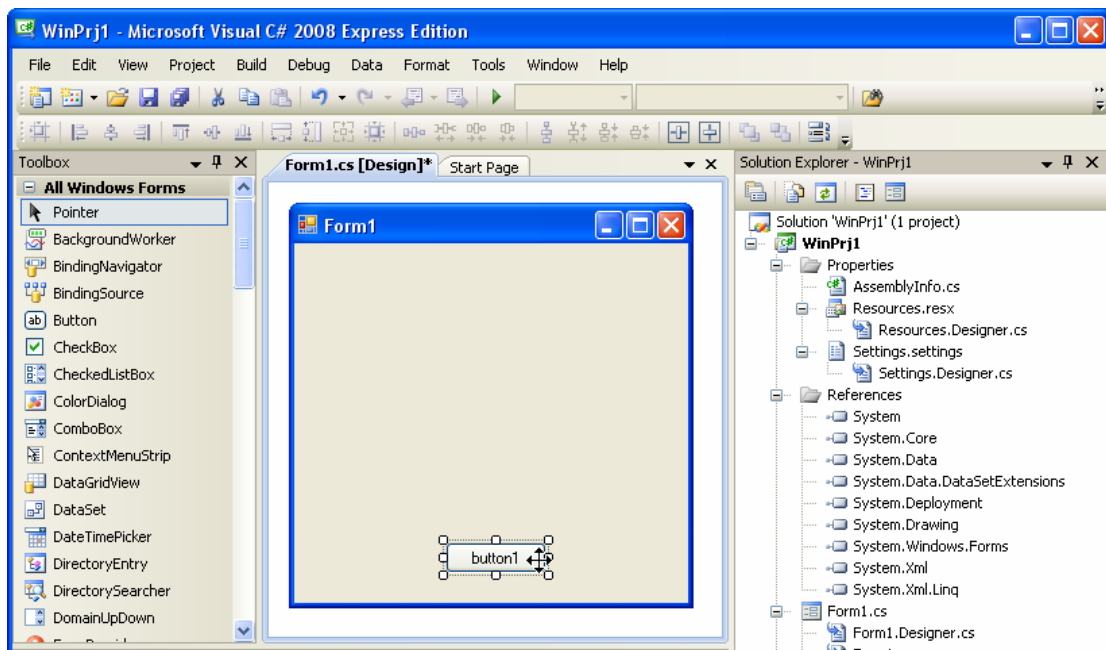 WinPrj1 - Microsoft Visual C# 2008 Express Edition
File Edit View Project Build Debug Data Format Tools Window Help
Toolbox
All Windows Forms
Pointer
BackgroundWorker
BindingNavigator
BindingSource
ab Button
CheckBox
CheckedListBox
ColorDialog
ComboBox
ContextMenuStrip
DataGridView
DataSet
DateTimePicker
DirectoryEntry
DirectorySearcher
DomainUpDown
Form1.cs [Design]* Start Page
Form1
button1
Solution Explorer - WinPrj1
Solution 'WinPrj1' (1 project)
WinPrj1
Properties
AssemblyInfo.cs
Resources.resx
Resources.Designer.cs
Settings.settings
Settings.Designer.cs
References
System
System.Core
System.Data
System.Data.DataSetExtensions
System.Deployment
System.Drawing
System.Windows.Forms
System.Xml
System.Xml.Linq
Form1.cs
Form1.Designer.cs